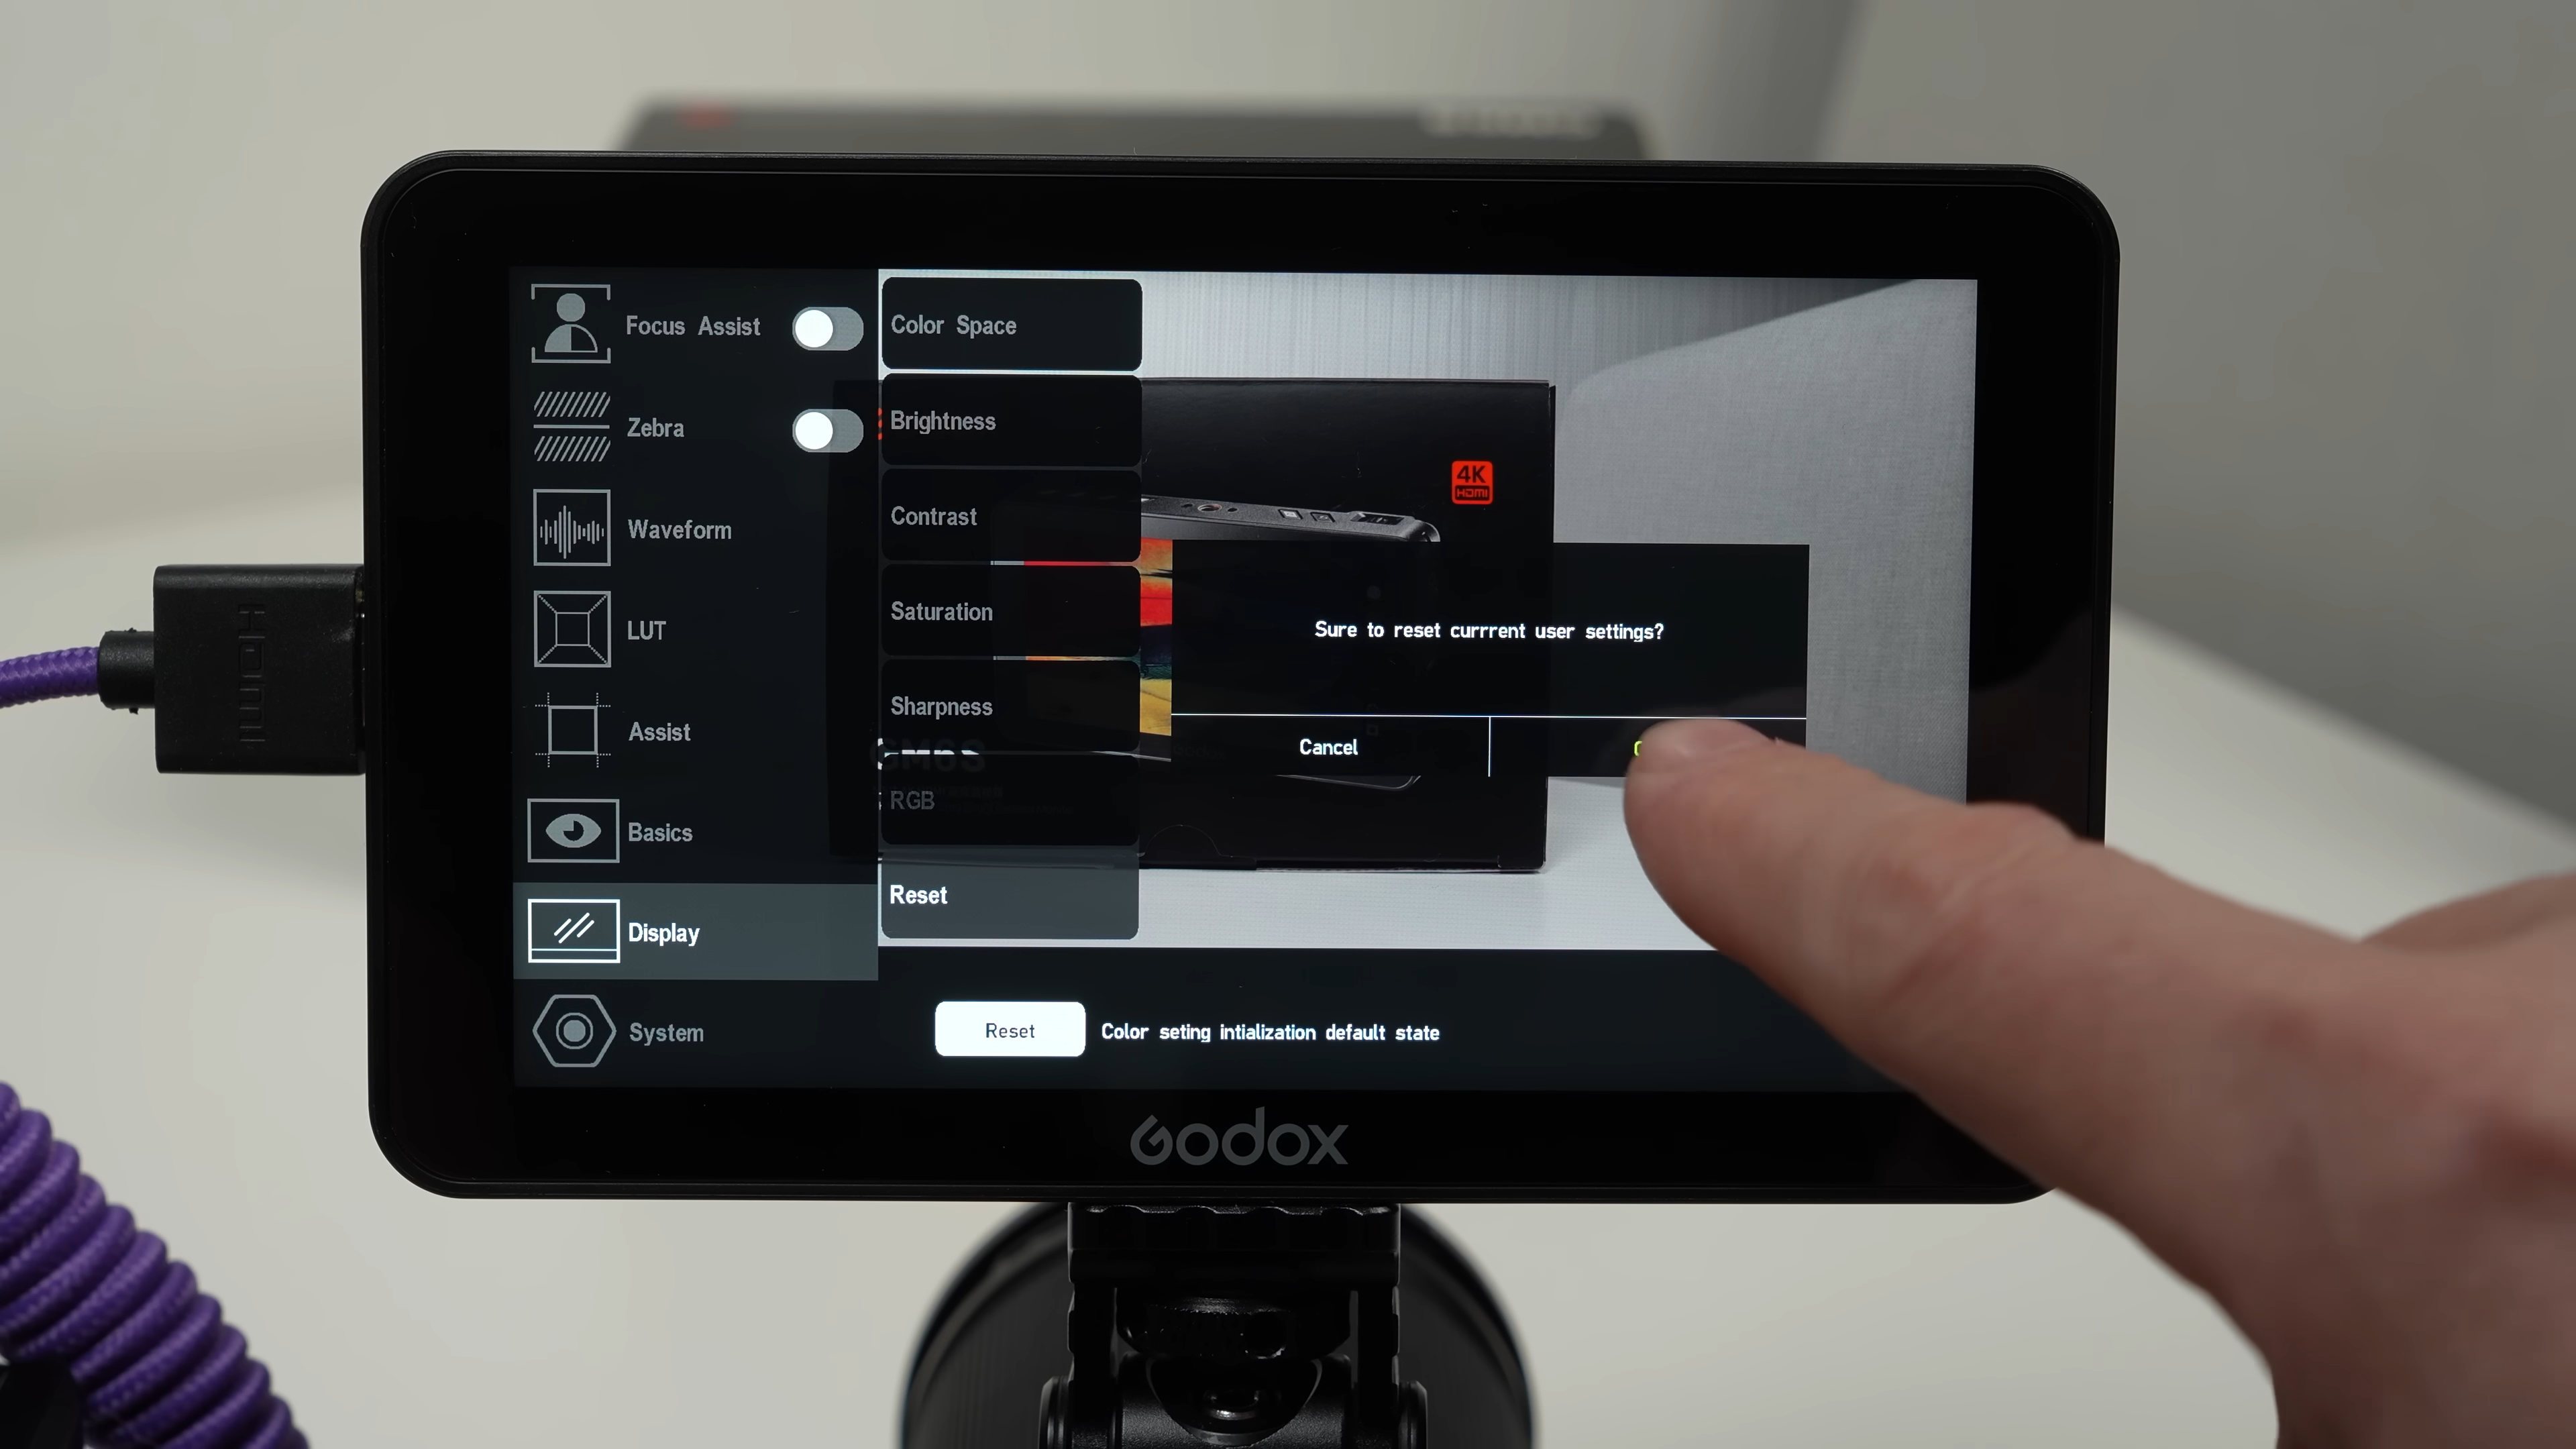 Focus Assist
Zebra
Waveform
LUT
Assist
Basics
Display
System
Color Space
Brightness
Contrast
Saturation
Sharpness
GM6S
RGB
Reset
4K
HDMI
Sure to reset currrent user settings?
Cancel
Reset
Color seting intialization default state
Godox
HDMI